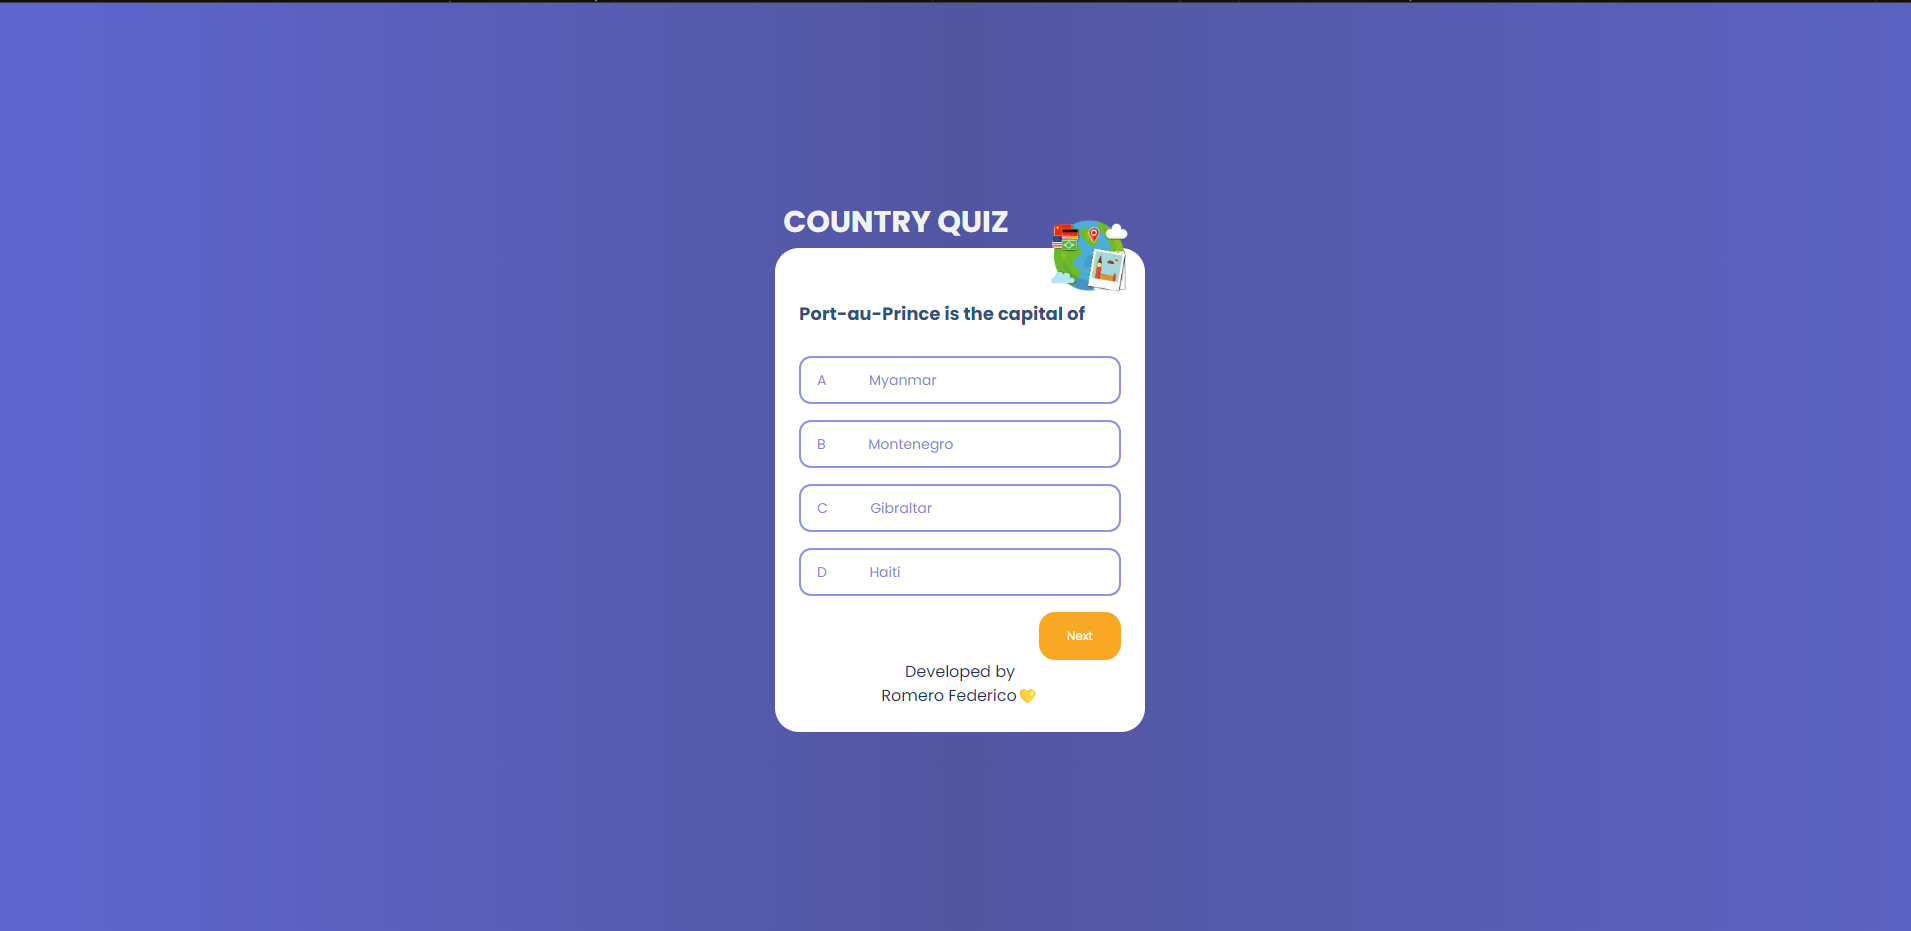 COUNTRY QUIZ
Port-au-Prince is the capital of
A Myanmar
B Montenegro
C Gibraltar
D Haiti
Next
Developed by
Romero Federico💛